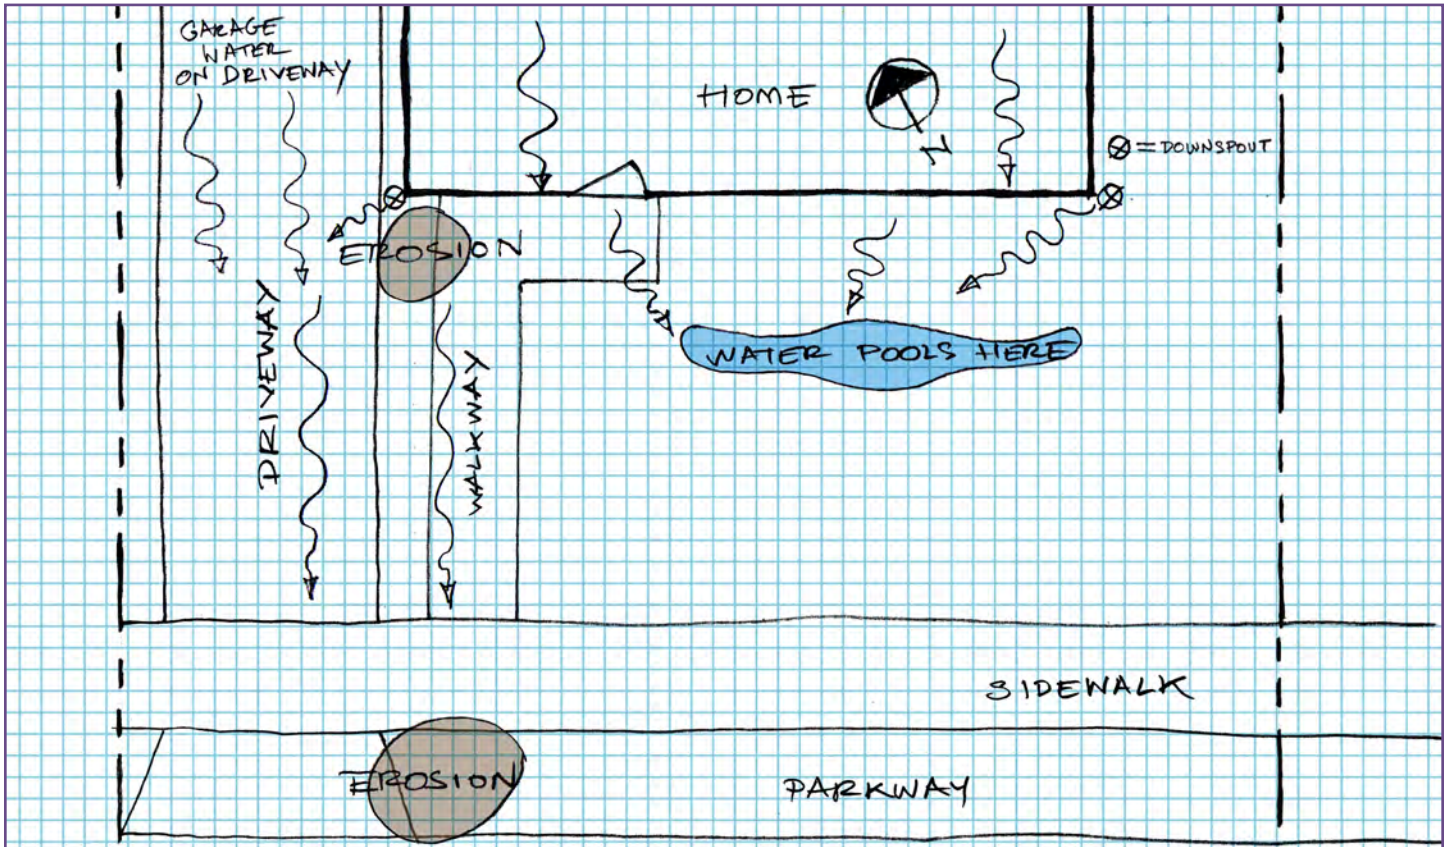 GARAGE
WATER
ON DRIVEWAY
HOME
N
⊗ = DOWNSPOUT
EROSION
DRIVEWAY
WALKWAY
WATER POOLS HERE
SIDEWALK
EROSION
PARKWAY